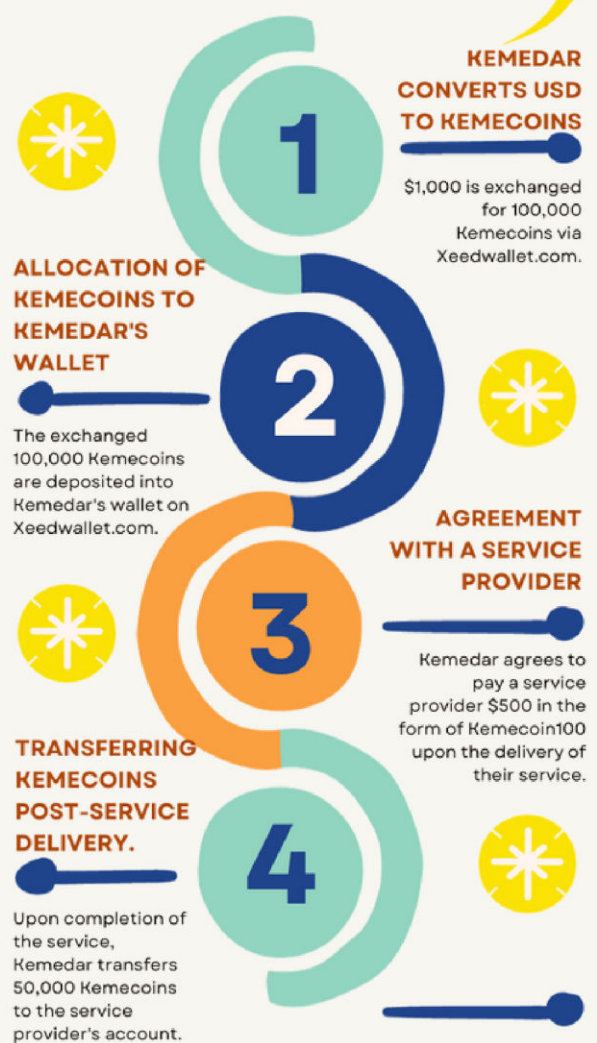 1
KEMEDAR
CONVERTS USD
TO KEMECOINS
$1,000 is exchanged
for 100,000
Kemecoins via
Xeedwallet.com.
ALLOCATION OF
KEMECOINS TO
KEMEDAR'S
WALLET
2
The exchanged
100,000 Kemecoins
are deposited into
Kemedar's wallet on
Xeedwallet.com.
AGREEMENT
WITH A SERVICE
PROVIDER
3
Kemedar agrees to
pay a service
provider $500 in the
form of Kemecoin100
upon the delivery of
their service.
TRANSFERRING
KEMECOINS
POST-SERVICE
DELIVERY.
4
Upon completion of
the service,
Kemedar transfers
50,000 Kemecoins
to the service
provider's account.